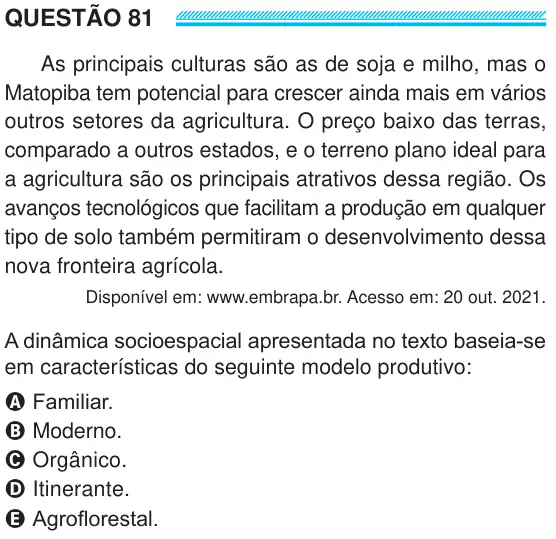 QUESTÃO 81
As principais culturas são as de soja e milho, mas o
Matopiba tem potencial para crescer ainda mais em vários
outros setores da agricultura. O preço baixo das terras,
comparado a outros estados, e o terreno plano ideal para
a agricultura são os principais atrativos dessa região. Os
avanços tecnológicos que facilitam a produção em qualquer
tipo de solo também permitiram o desenvolvimento dessa
nova fronteira agrícola.
Disponível em: www.embrapa.br. Acesso em: 20 out. 2021.
A dinâmica socioespacial apresentada no texto baseia-se
em características do seguinte modelo produtivo:
A Familiar.
B Moderno.
C Orgânico.
D Itinerante.
E Agroflorestal.